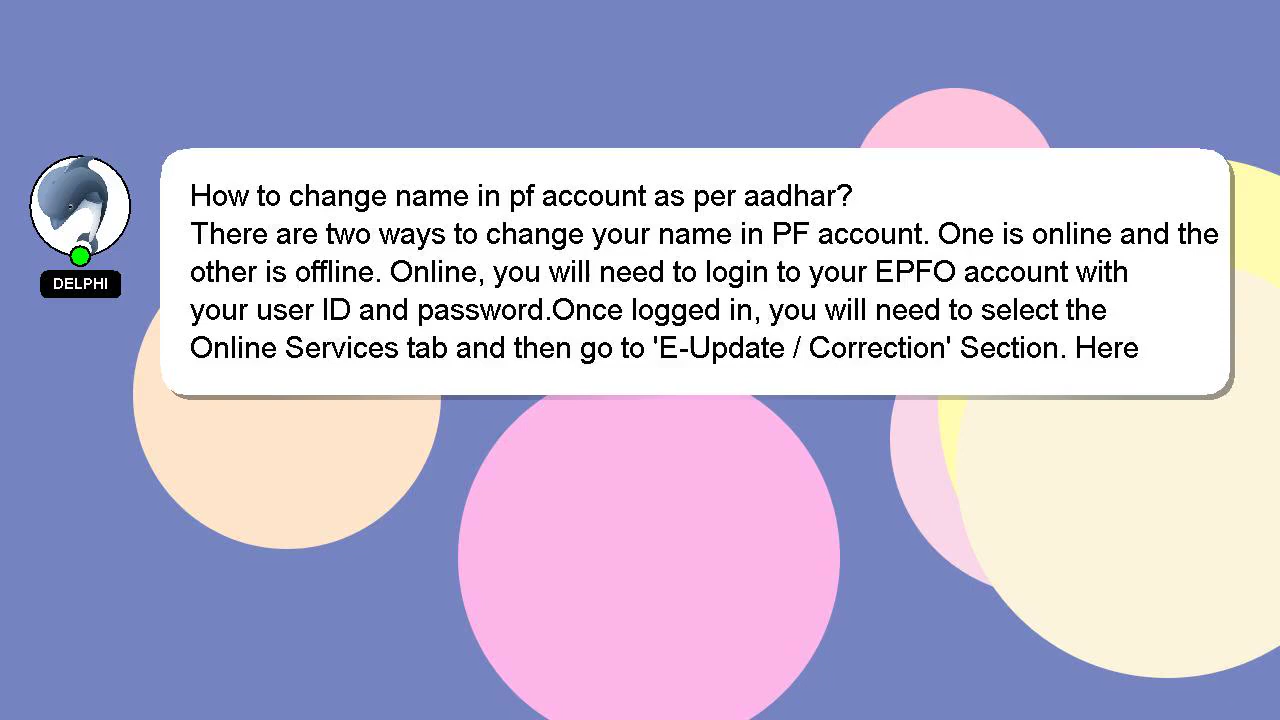 How to change name in pf account as per aadhar?
There are two ways to change your name in PF account. One is online and the
other is offline. Online, you will need to login to your EPFO account with
your user ID and password.Once logged in, you will need to select the
Online Services tab and then go to 'E-Update / Correction' Section. Here
DELPHI